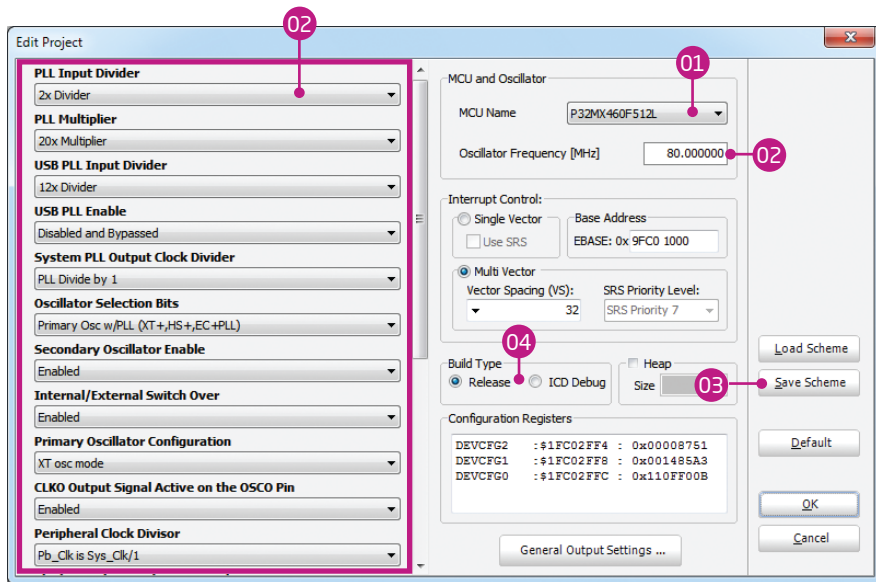 02
Edit Project
PLL Input Divider
2x Divider
PLL Multiplier
20x Multiplier
USB PLL Input Divider
12x Divider
USB PLL Enable
Disabled and Bypassed
System PLL Output Clock Divider
PLL Divide by 1
Oscillator Selection Bits
Primary Osc w/PLL (XT+,HS+,EC+PLL)
Secondary Oscillator Enable
Enabled
Internal/External Switch Over
Enabled
Primary Oscillator Configuration
XT osc mode
CLKO Output Signal Active on the OSCO Pin
Enabled
Peripheral Clock Divisor
Pb_Clk is Sys_Clk/1
01
MCU and Oscillator
MCU Name P32MX460F512L
Oscillator Frequency [MHz] 80.000000 02
Interrupt Control:
Single Vector Base Address
Use SRS EBASE: 0x 9FC0 1000
Multi Vector
Vector Spacing (VS): SRS Priority Level:
32 SRS Priority 7
04
Build Type Heap
Release ICD Debug Size 03
Configuration Registers
DEVCFG2 :$1FC02FF4 : 0x00008751
DEVCFG1 :$1FC02FF8 : 0x001485A3
DEVCFG0 :$1FC02FFC : 0x110FF00B
General Output Settings ...
Load Scheme
Save Scheme
Default
OK
Cancel